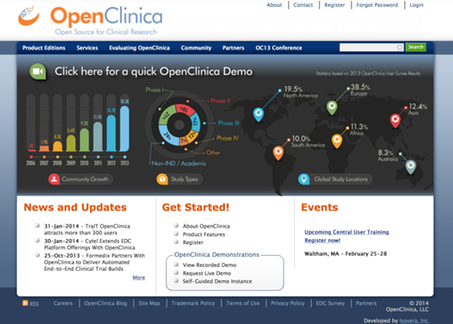 About | Contact | Register | Forgot Password | Login
OpenClinica
Open Source for Clinical Research
Product Editions Services Evaluating OpenClinica Community Partners OC13 Conference
Search
Click here for a quick OpenClinica Demo
Statistics based on 2013 OpenClinica User Survey Results
Phase I
Phase II
Phase III
Phase IV
Other
Non-IND / Academic
19.5%
North America
38.5%
Europe
12.4%
Asia
10.0%
South America
11.3%
Africa
8.3%
Australia
2006 2007 2008 2009 2010 2011 2012 2013
Community Growth
Study Types
Global Study Locations
News and Updates
31-Jan-2014 - TraIT OpenClinica
attracts more than 300 users
30-Jan-2014 - Cytel Extends EDC
Platform Offerings With OpenClinica
25-Oct-2013 - Formedix Partners With
OpenClinica to Deliver Automated
End-to-End Clinical Trial Builds
More
Get Started!
About OpenClinica
Product Features
Register
OpenClinica Demonstrations
View Recorded Demo
Request Live Demo
Self-Guided Demo Instance
Events
Upcoming Central User Training
Register now!
Waltham, MA - February 25-28
RSS Careers | OpenClinica Blog | Site Map | Trademark Policy | Terms of Use | Privacy Policy | EDC Survey | Partners
© 2014
OpenClinica, LLC
Developed by Isovera, Inc.